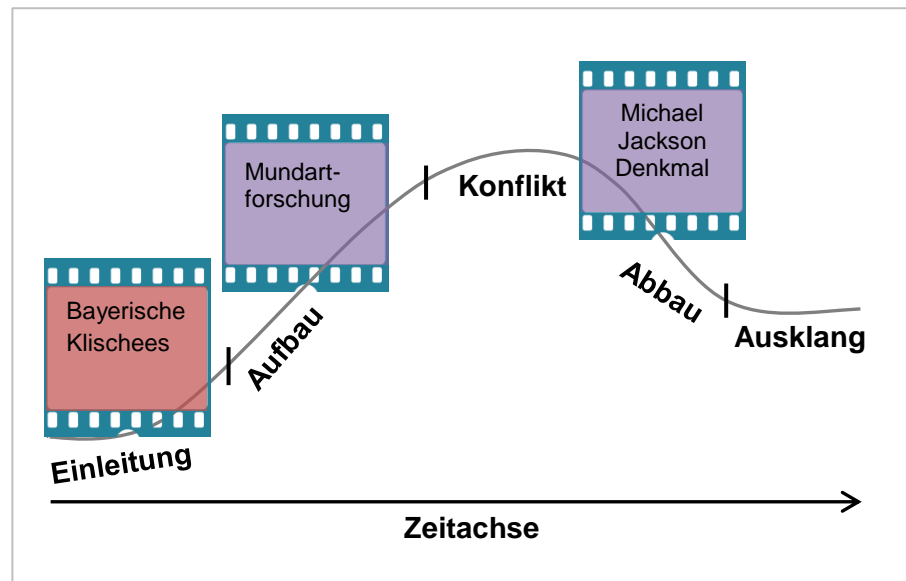 Michael
Jackson
Denkmal
Mundart-
forschung
Konflikt
Bayerische
Klischees
Aufbau
Abbau
Ausklang
Einleitung
Zeitachse